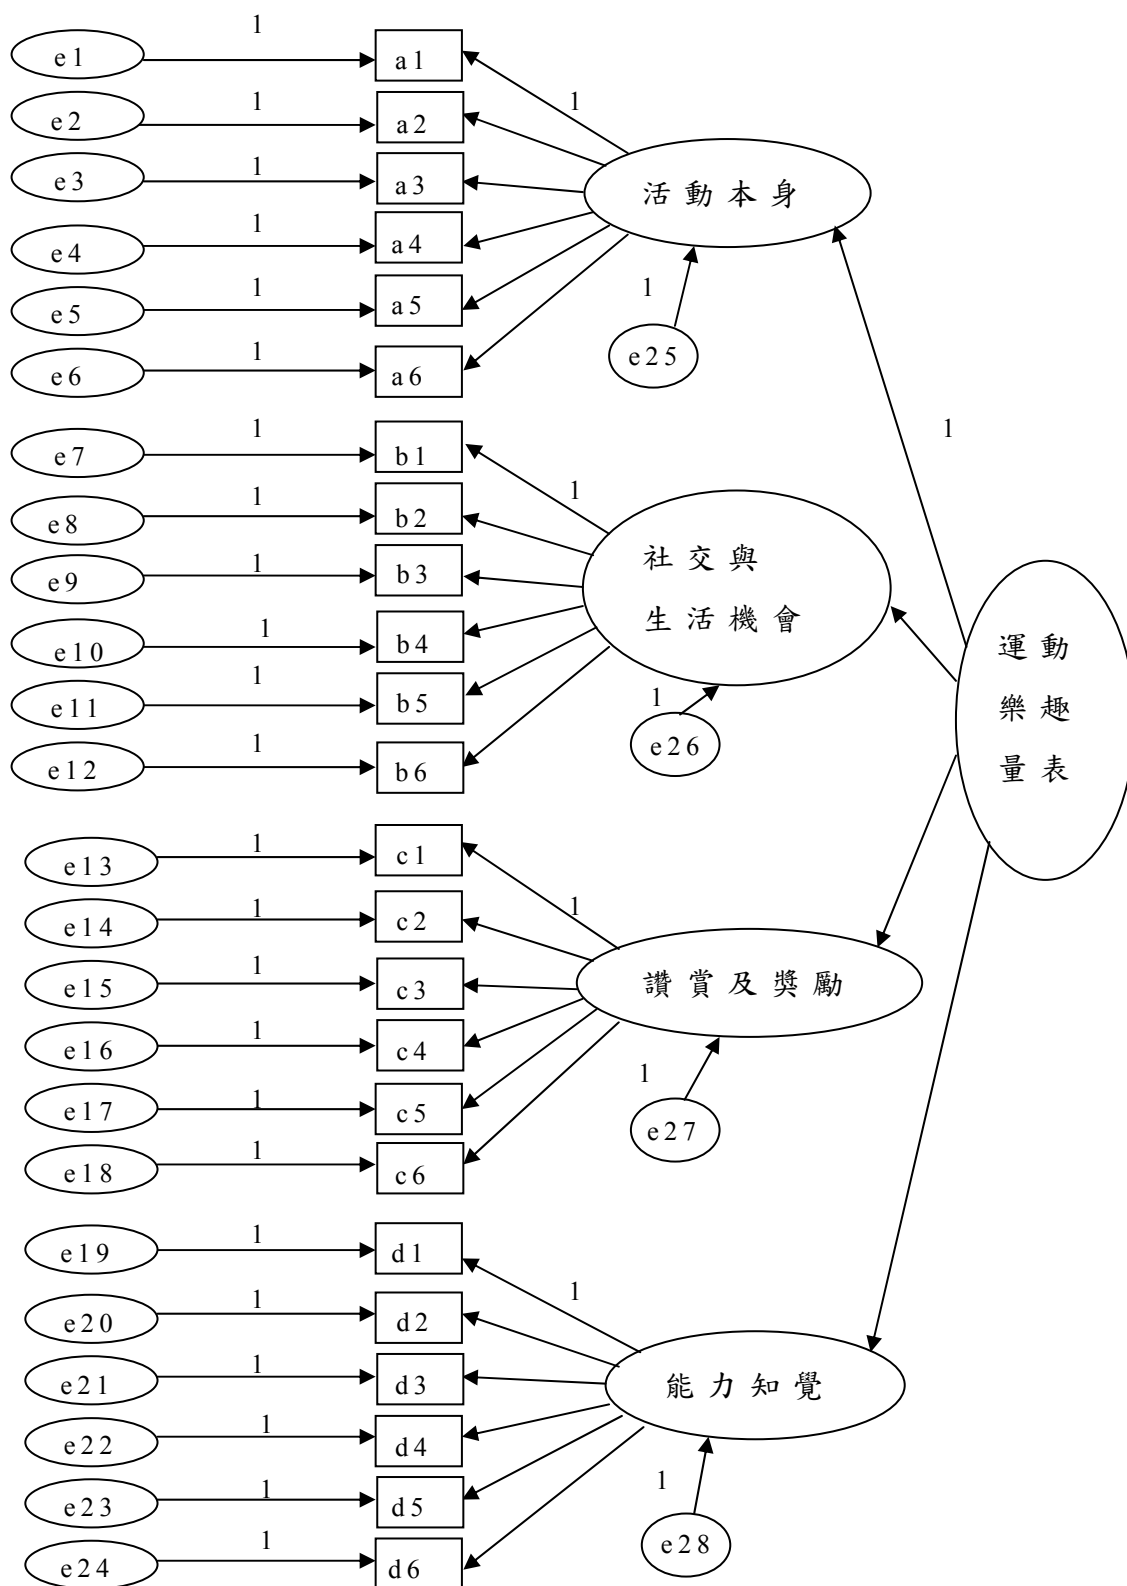 1
e1
a1
1
e2
a2
1
1
e3
a3
活動本身
1
e4
a4
1
e5
a5
1
1
e25
e6
a6
1
1
e7
b1
1
e8
b2
1
1
e9
b3
社交與
生活機會
1
e10
b4
1
e11
b5
1
e26
1
e12
b6
運動
樂趣
量表
1
e13
c1
1
e14
c2
1
1
e15
c3
讚賞及獎勵
1
e16
c4
1
e17
c5
1
e27
1
e18
c6
1
e19
d1
1
1
e20
d2
1
e21
d3
能力知覺
1
e22
d4
1
e23
d5
1
e28
1
e24
d6